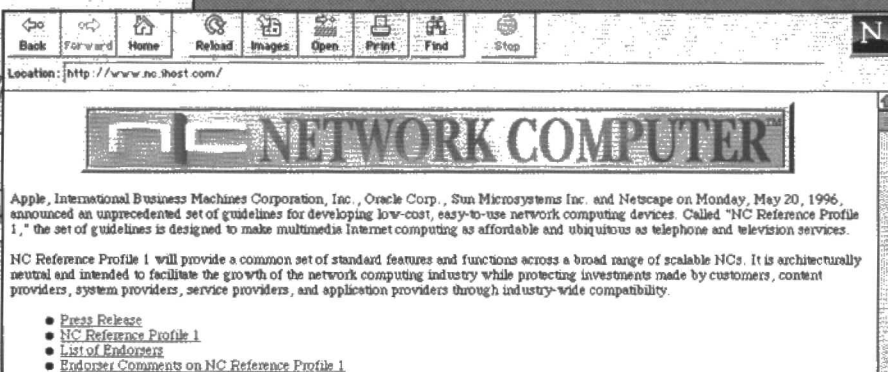 Back Forward Home Reload Images Open Print Find Stop N
Location: http://www.nc.ihost.com/
nc NETWORK COMPUTER™
Apple, International Business Machines Corporation, Inc., Oracle Corp., Sun Microsystems Inc. and Netscape on Monday, May 20, 1996,
announced an unprecedented set of guidelines for developing low-cost, easy-to-use network computing devices. Called "NC Reference Profile
1," the set of guidelines is designed to make multimedia Internet computing as affordable and ubiquitous as telephone and television services.
NC Reference Profile 1 will provide a common set of standard features and functions across a broad range of scalable NCs. It is architecturally
neutral and intended to facilitate the growth of the network computing industry while protecting investments made by customers, content
providers, system providers, service providers, and application providers through industry-wide compatibility.
Press Release
NC Reference Profile 1
List of Endorsers
Endorser Comments on NC Reference Profile 1